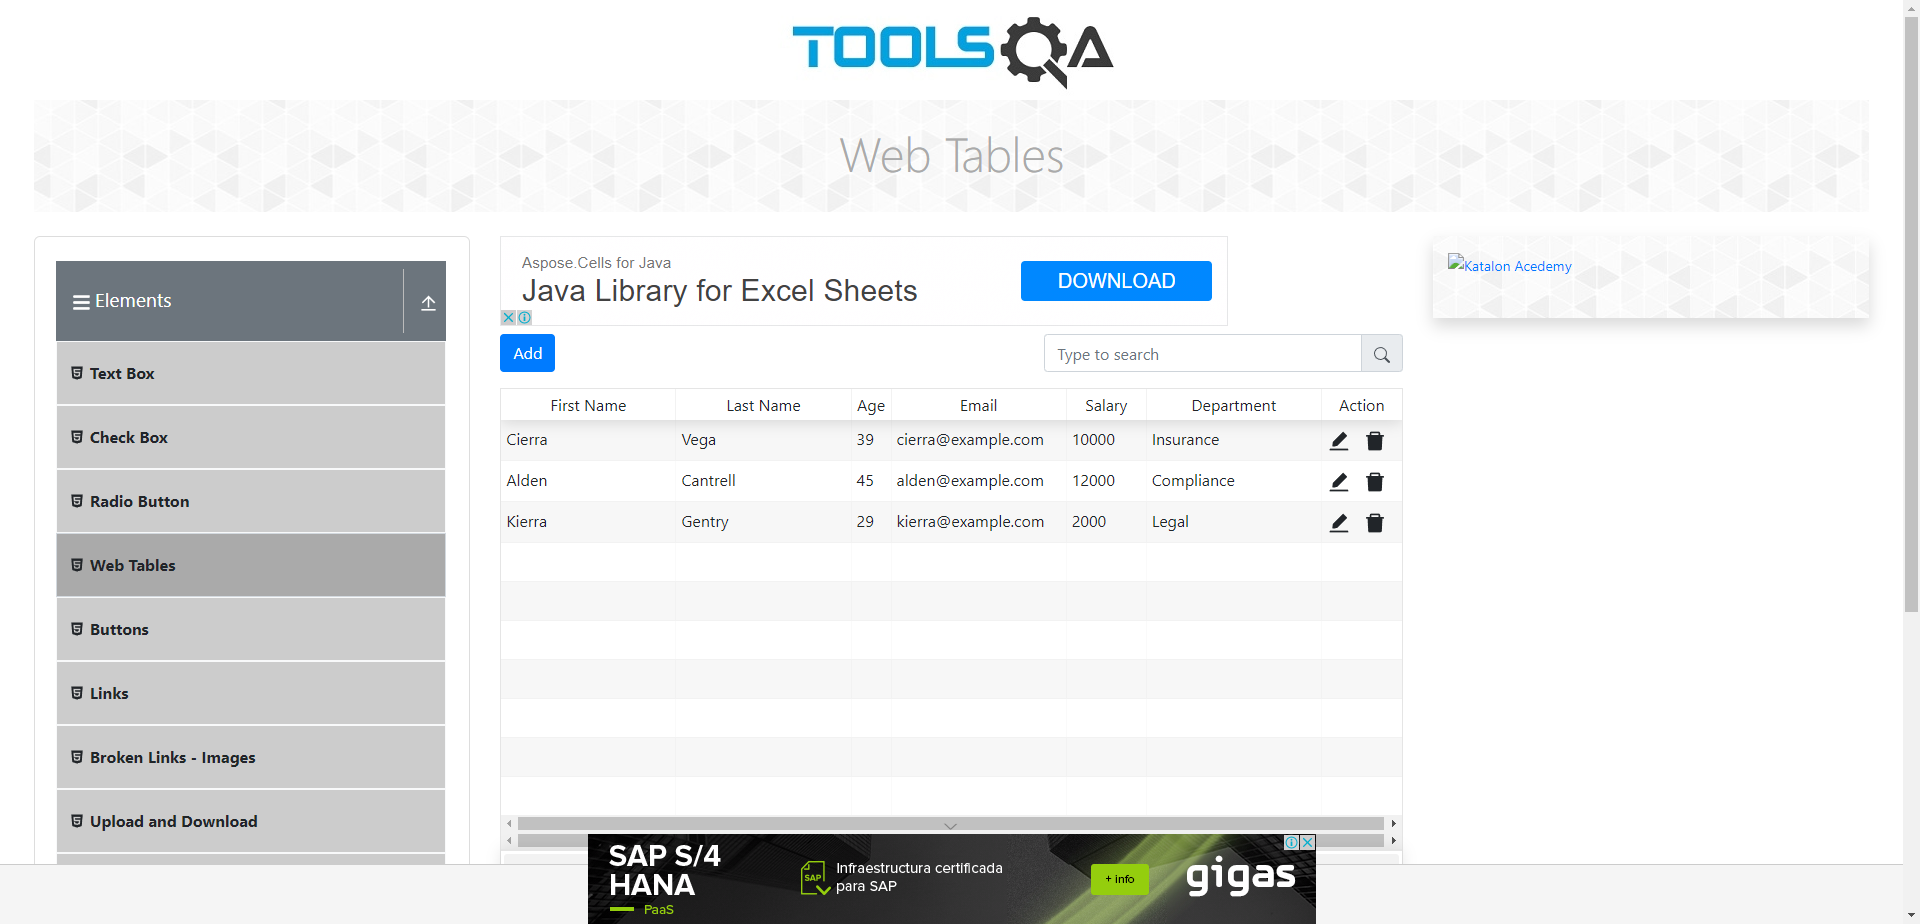 TOOLSQA
Web Tables
Elements
Text Box
Check Box
Radio Button
Web Tables
Buttons
Links
Broken Links - Images
Upload and Download
Aspose.Cells for Java
Java Library for Excel Sheets
DOWNLOAD
Add
Type to search
First Name Last Name Age Email Salary Department Action
Cierra Vega 39 cierra@example.com 10000 Insurance
Alden Cantrell 45 alden@example.com 12000 Compliance
Kierra Gentry 29 kierra@example.com 2000 Legal
Katalon Acedemy
SAP S/4
HANA
PaaS
SAP
Infraestructura certificada
para SAP
+ info
gigas